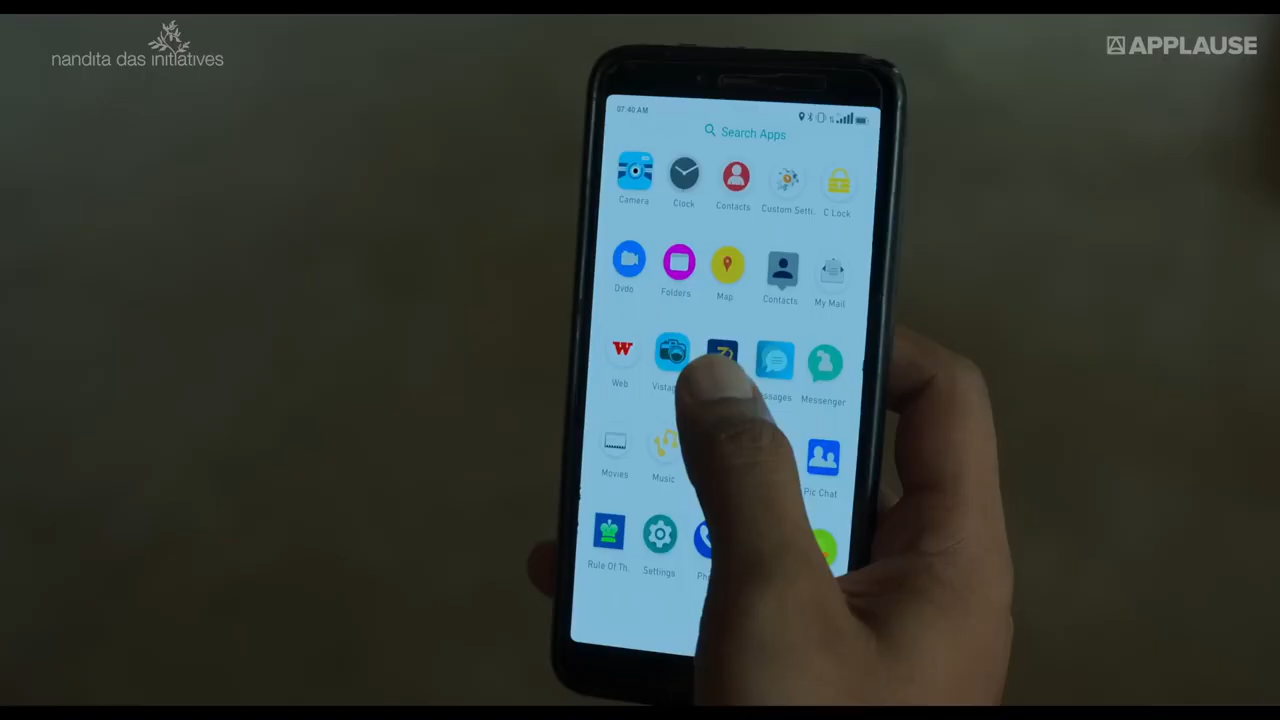 nandita das initiatives
APPLAUSE
07:40 AM
Search Apps
Camera
Clock
Contacts
Custom Setti..
C Lock
Dvdo
Folders
Map
Contacts
My Mail
Web
Messenger
Movies
Music
Pic Chat
Rule Of Th..
Settings